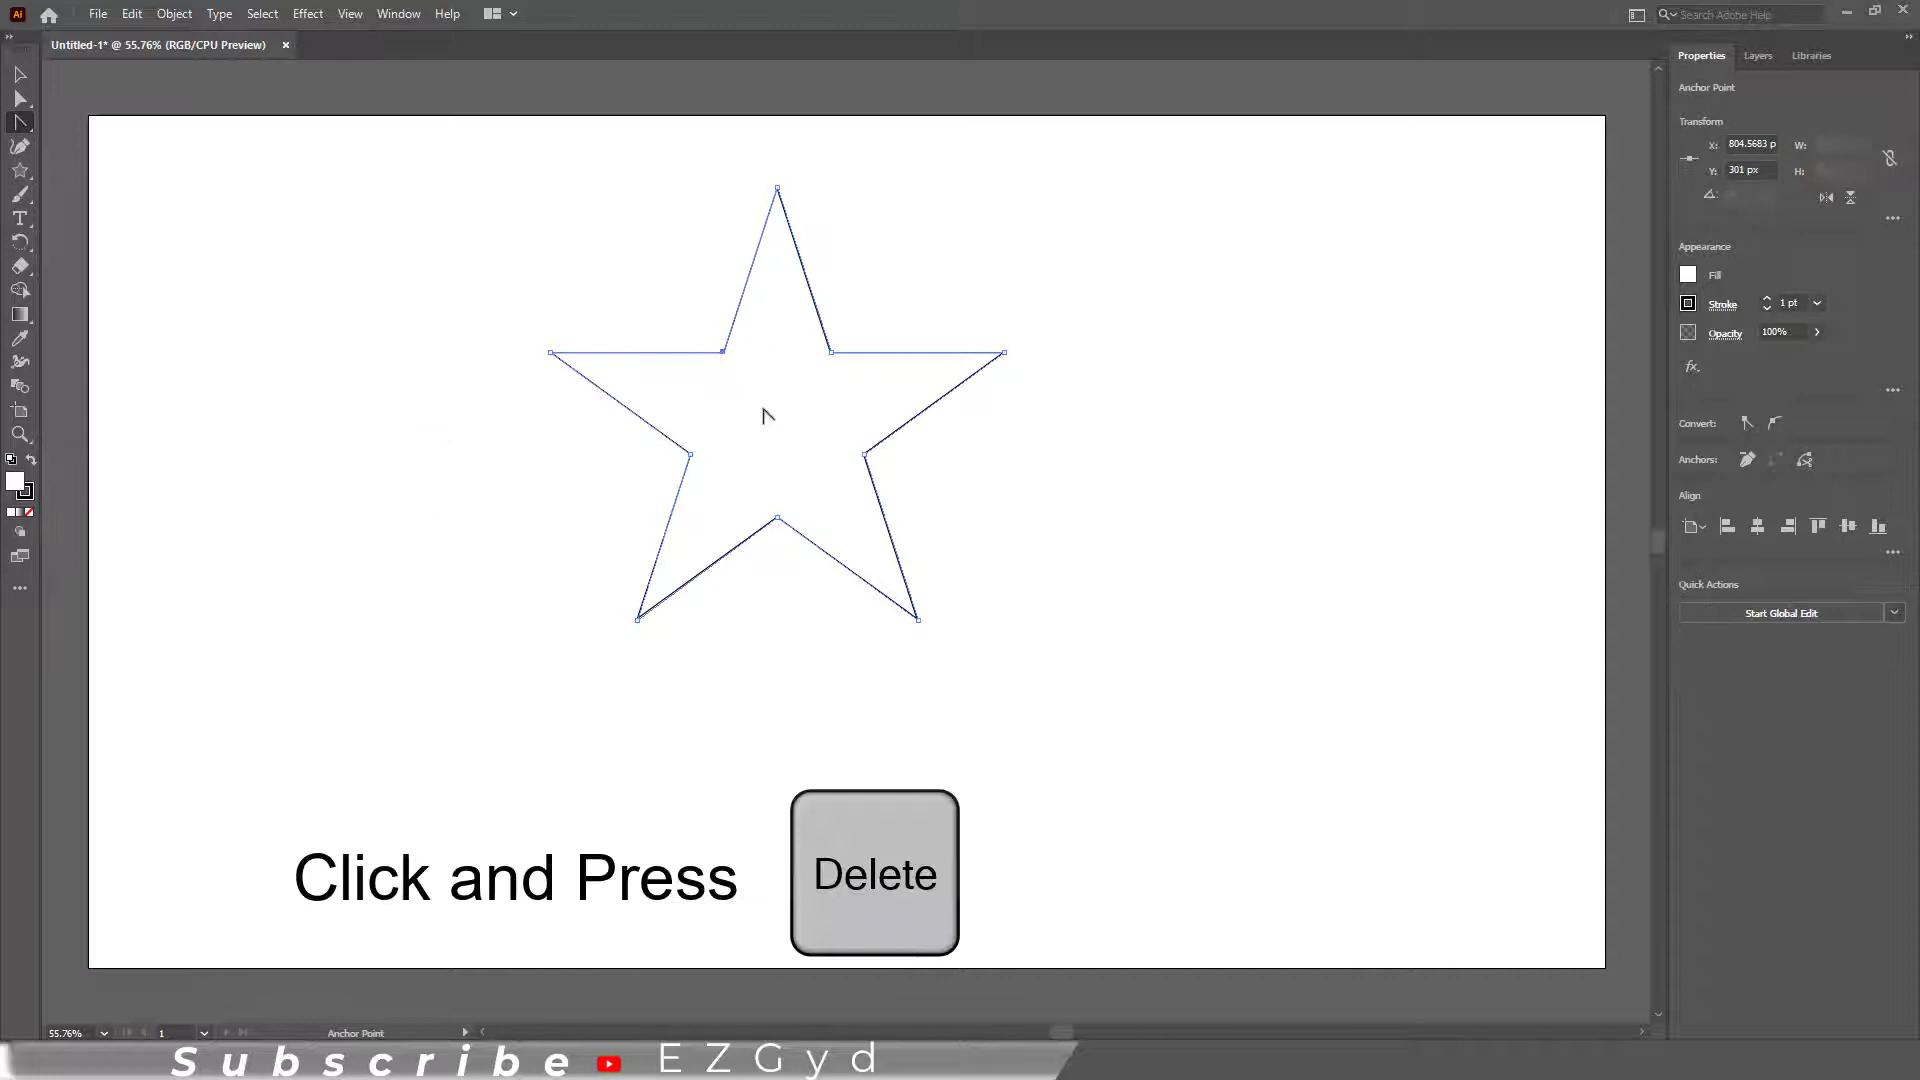 Ai File Edit Object Type Select Effect View Window Help Search Adobe Help
Untitled-1* @ 55.76% (RGB/CPU Preview) ×
Properties Layers Libraries
Anchor Point
Transform
X: 804.5683 p W:
Y: 301 px H:
Appearance
Fill
Stroke 1 pt
Opacity 100%
fx.
Convert:
Anchors:
Align
Quick Actions
Start Global Edit
Click and Press Delete
55.76% 1 Anchor Point
Subscribe EZGyd